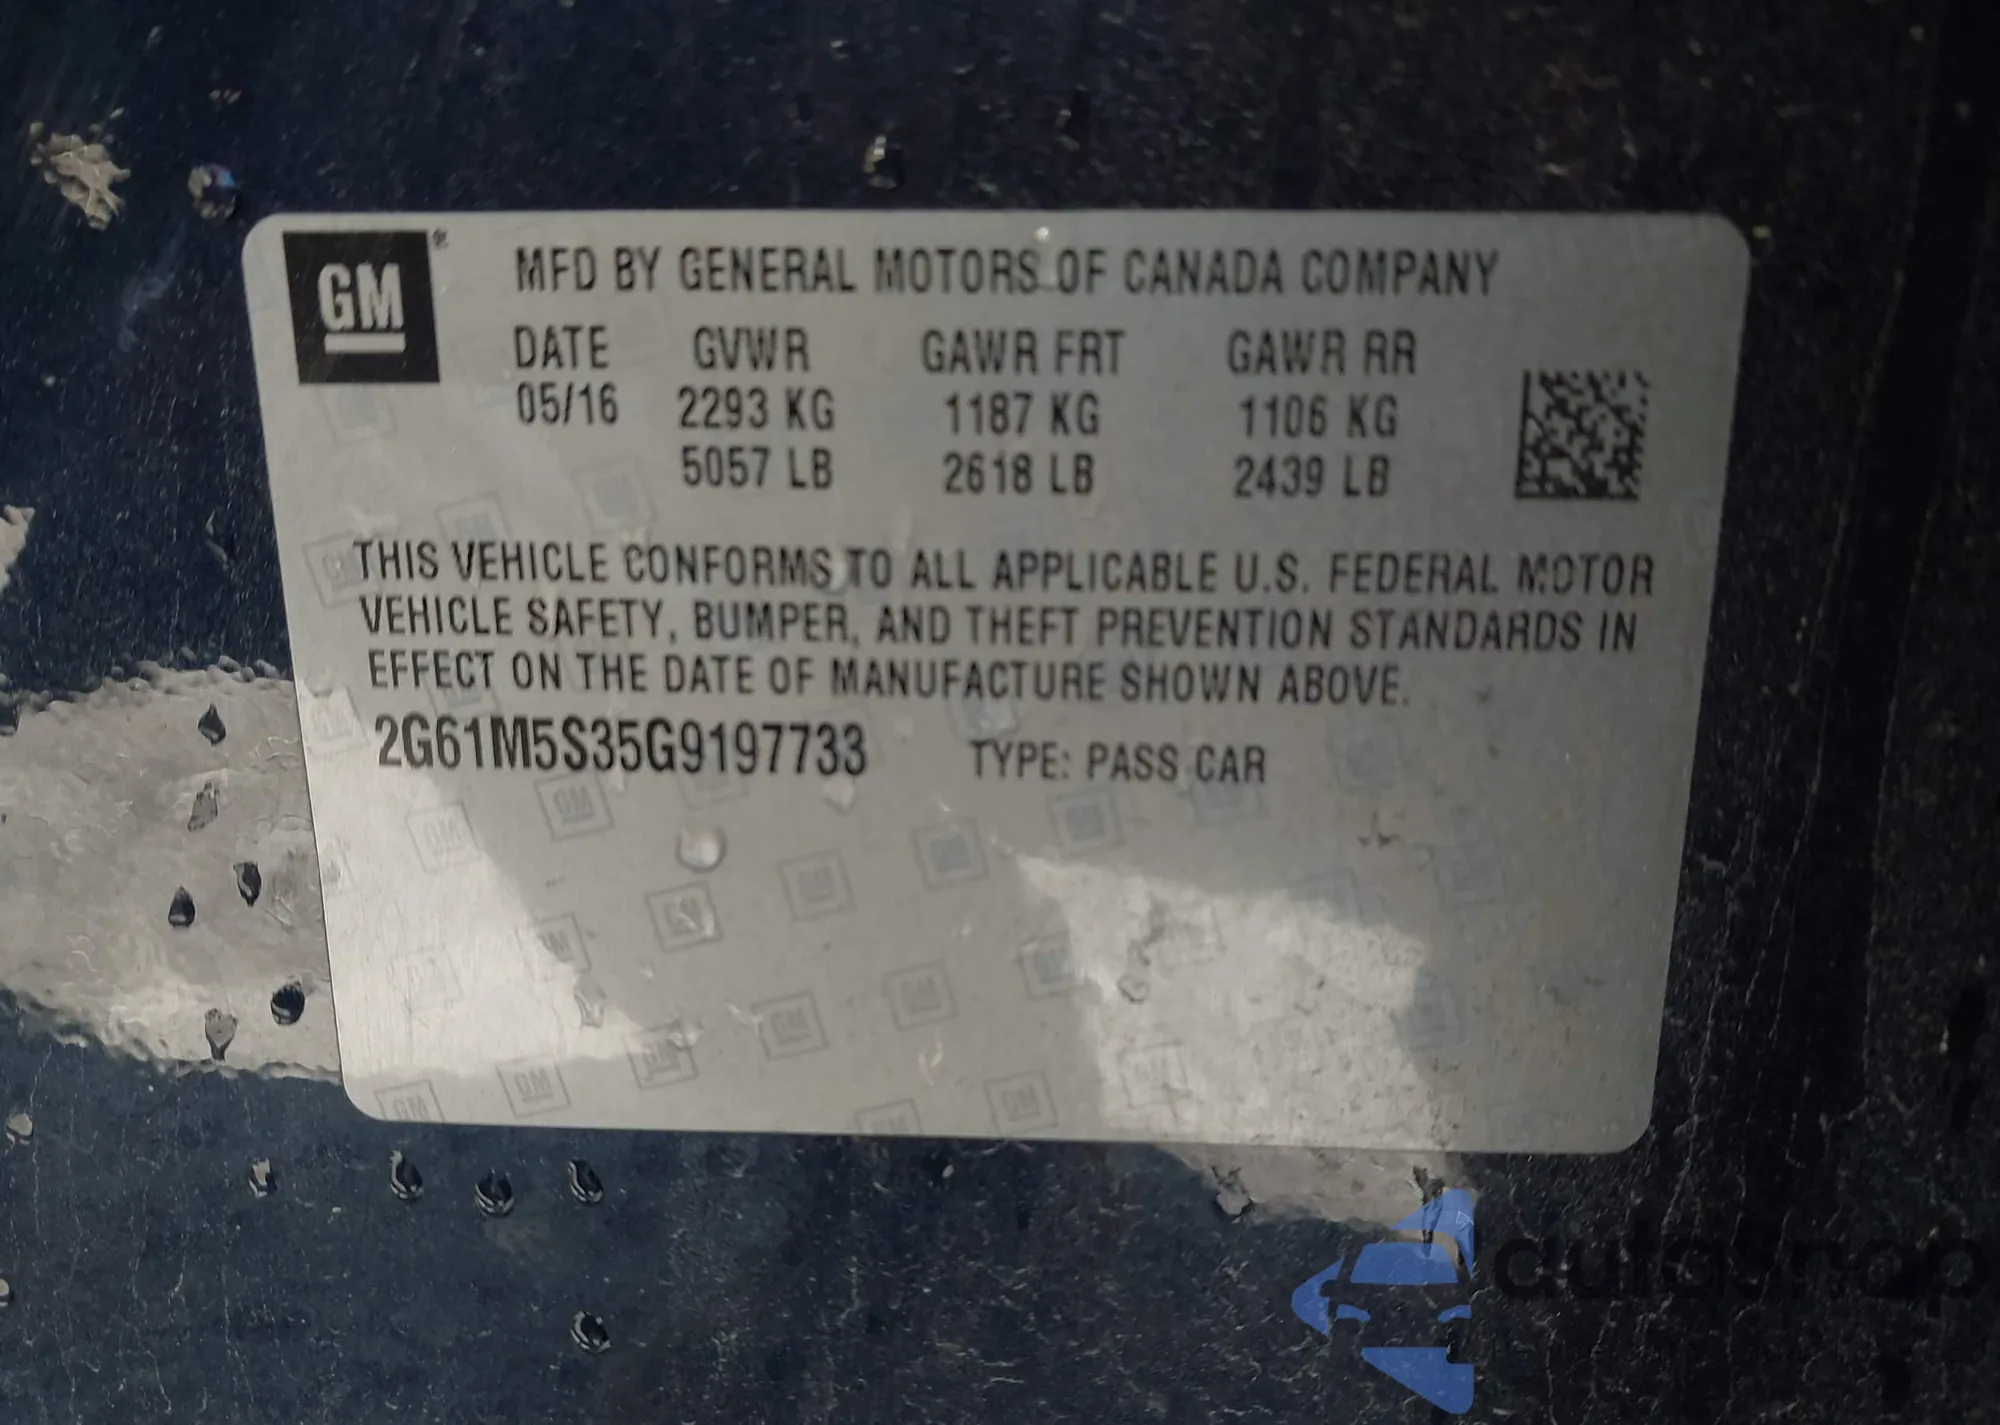 GM®
MFD BY GENERAL MOTORS OF CANADA COMPANY
DATE GVWR GAWR FRT GAWR RR
05/16 2293 KG 1187 KG 1106 KG
5057 LB 2618 LB 2439 LB
THIS VEHICLE CONFORMS TO ALL APPLICABLE U.S. FEDERAL MOTOR
VEHICLE SAFETY, BUMPER, AND THEFT PREVENTION STANDARDS IN
EFFECT ON THE DATE OF MANUFACTURE SHOWN ABOVE.
2G61M5S35G9197733 TYPE: PASS CAR
autasnap